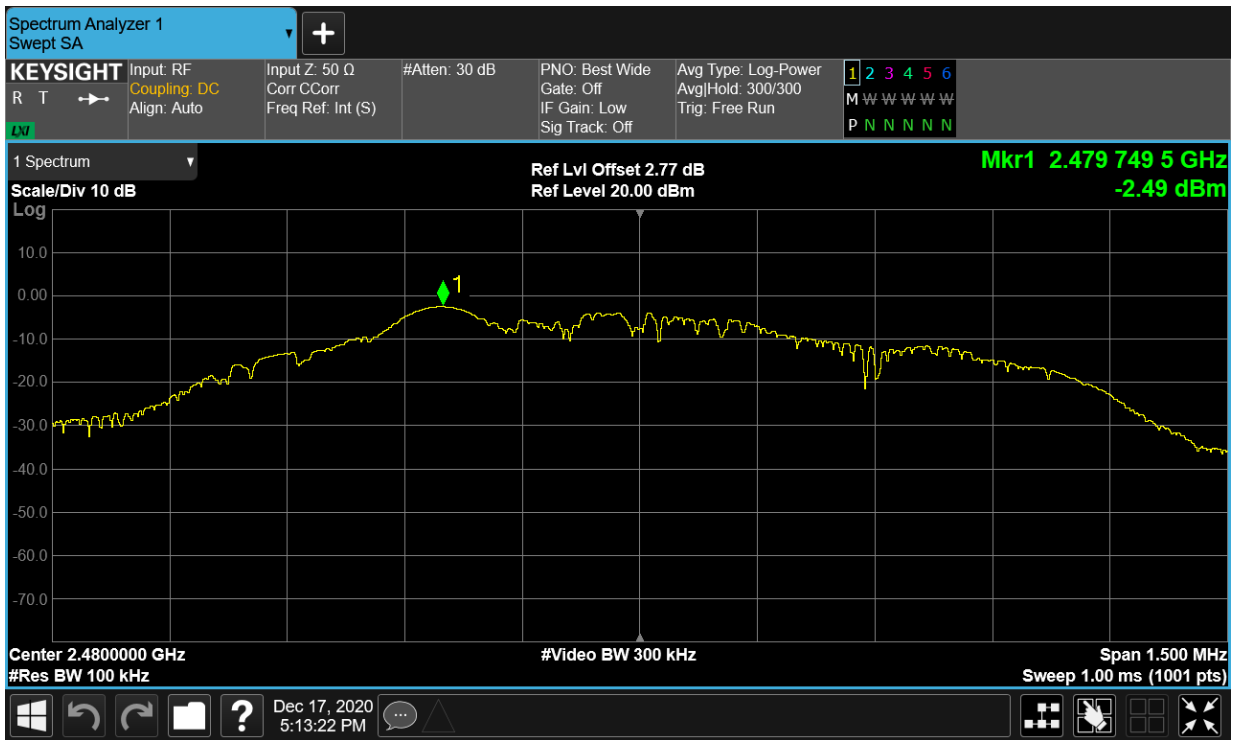 Spectrum Analyzer 1
Swept SA
+
KEYSIGHT Input: RF Input Z: 50 Ω #Atten: 30 dB PNO: Best Wide Avg Type: Log-Power 1 2 3 4 5 6
R T Coupling: DC Corr CCorr Gate: Off Avg|Hold: 300/300 M W W W W W
Align: Auto Freq Ref: Int (S) IF Gain: Low Trig: Free Run
LXI Sig Track: Off P N N N N N N
1 Spectrum Ref Lvl Offset 2.77 dB Mkr1 2.479 749 5 GHz
Scale/Div 10 dB Ref Level 20.00 dBm -2.49 dBm
Log
10.0
1
0.00
-10.0
-20.0
-30.0
-40.0
-50.0
-60.0
-70.0
Center 2.4800000 GHz #Video BW 300 kHz Span 1.500 MHz
#Res BW 100 kHz Sweep 1.00 ms (1001 pts)
? Dec 17, 2020
5:13:22 PM